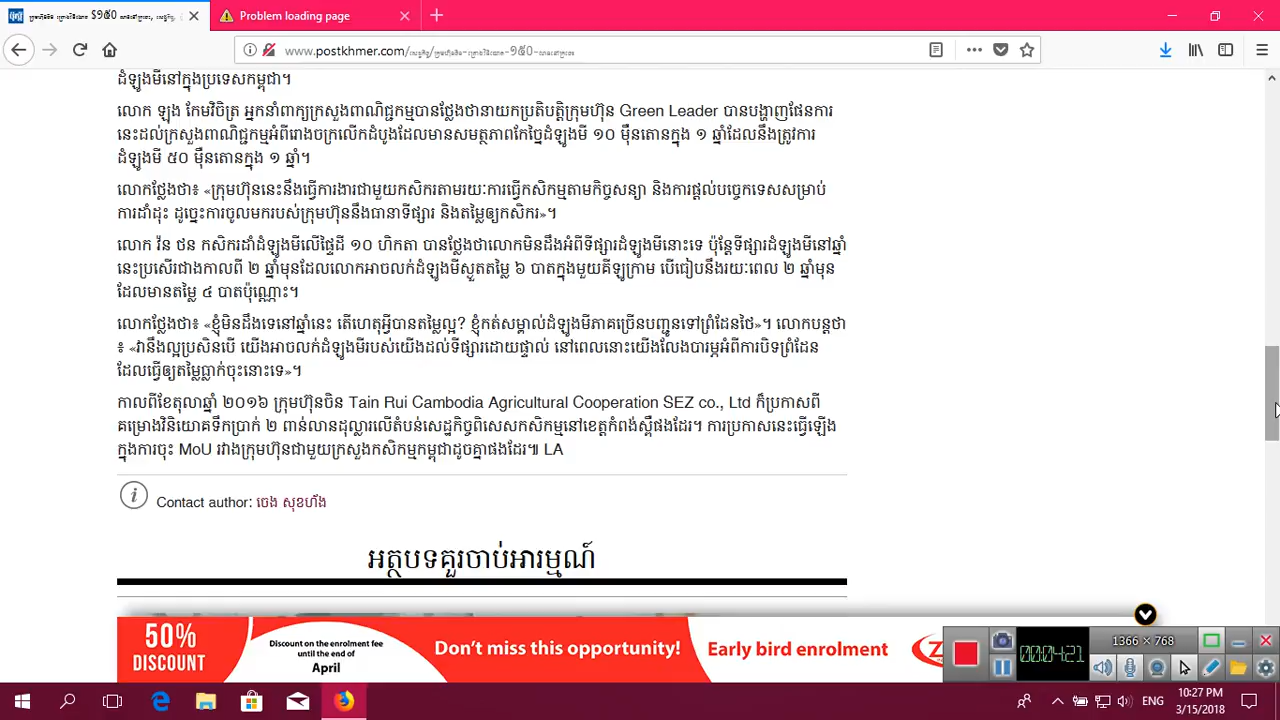 Problem loading page
www.postkhmer.com/
ដំឡូងមីនៅក្នុងប្រទេសកម្ពុជា។
លោក ឡុង កែមវិចិត្រ អ្នកនាំពាក្យក្រសួងពាណិជ្ជកម្មបានថ្លែងថានាយកប្រតិបត្តិក្រុមហ៊ុន Green Leader បានបង្ហាញផែនការ
នេះដល់ក្រសួងពាណិជ្ជកម្មអំពីរោងចក្រលើកដំបូងដែលមានសមត្ថភាពកែច្នៃដំឡូងមី ១០ ម៉ឺនតោនក្នុង ១ ឆ្នាំដែលនឹងត្រូវការ
ដំឡូងមី ៥០ ម៉ឺនតោនក្នុង ១ ឆ្នាំ។
លោកថ្លែងថា៖ «ក្រុមហ៊ុននេះនឹងធ្វើការងារជាមួយកសិករតាមរយៈការធ្វើកសិកម្មតាមកិច្ចសន្យា និងការផ្តល់បច្ចេកទេសសម្រាប់
ការដាំដុះ ដូច្នេះការចូលមករបស់ក្រុមហ៊ុននឹងធានាទីផ្សារ និងតម្លៃឲ្យកសិករ»។
លោក វ៉ន ថន កសិករដាំដំឡូងមីលើផ្ទៃដី ១០ ហិកតា បានថ្លែងថាលោកមិនដឹងអំពីទីផ្សារដំឡូងមីនោះទេ ប៉ុន្តែទីផ្សារដំឡូងមីនៅឆ្នាំ
នេះប្រសើរជាងកាលពី ២ ឆ្នាំមុនដែលលោកអាចលក់ដំឡូងមីស្ងួតតម្លៃ ៦ បាតក្នុងមួយគីឡូក្រាម បើធៀបនឹងរយៈពេល ២ ឆ្នាំមុន
ដែលមានតម្លៃ ៤ បាតប៉ុណ្ណោះ។
លោកថ្លែងថា៖ «ខ្ញុំមិនដឹងទេនៅឆ្នាំនេះ តើហេតុអ្វីបានតម្លៃល្អ? ខ្ញុំកត់សម្គាល់ដំឡូងមីភាគច្រើនបញ្ជូនទៅព្រំដែនថៃ»។ លោកបន្តថា
៖ «វានឹងល្អប្រសិនបើ យើងអាចលក់ដំឡូងមីរបស់យើងដល់ទីផ្សារដោយផ្ទាល់ នៅពេលនោះយើងលែងបារម្ភអំពីការបិទព្រំដែន
ដែលធ្វើឲ្យតម្លៃធ្លាក់ចុះនោះទេ»។
កាលពីខែតុលាឆ្នាំ ២០១៦ ក្រុមហ៊ុនចិន Tain Rui Cambodia Agricultural Cooperation SEZ co., Ltd ក៏ប្រកាសពី
គម្រោងវិនិយោគទឹកប្រាក់ ២ ពាន់លានដុល្លារលើតំបន់សេដ្ឋកិច្ចពិសេសកសិកម្មនៅខេត្តកំពង់ស្ពឺផងដែរ។ ការប្រកាសនេះធ្វើឡើង
ក្នុងការចុះ MoU រវាងក្រុមហ៊ុនជាមួយក្រសួងកសិកម្មកម្ពុជាដូចគ្នាផងដែរ៕ LA
Contact author: ចេង សុខហ័ង
អត្ថបទគួរចាប់អារម្មណ៍
50% DISCOUNT
Discount on the enrolment fee
until the end of
April
Don't miss this opportunity!
Early bird enrolment
1366 × 768
00:04:21
ENG
10:27 PM
3/15/2018